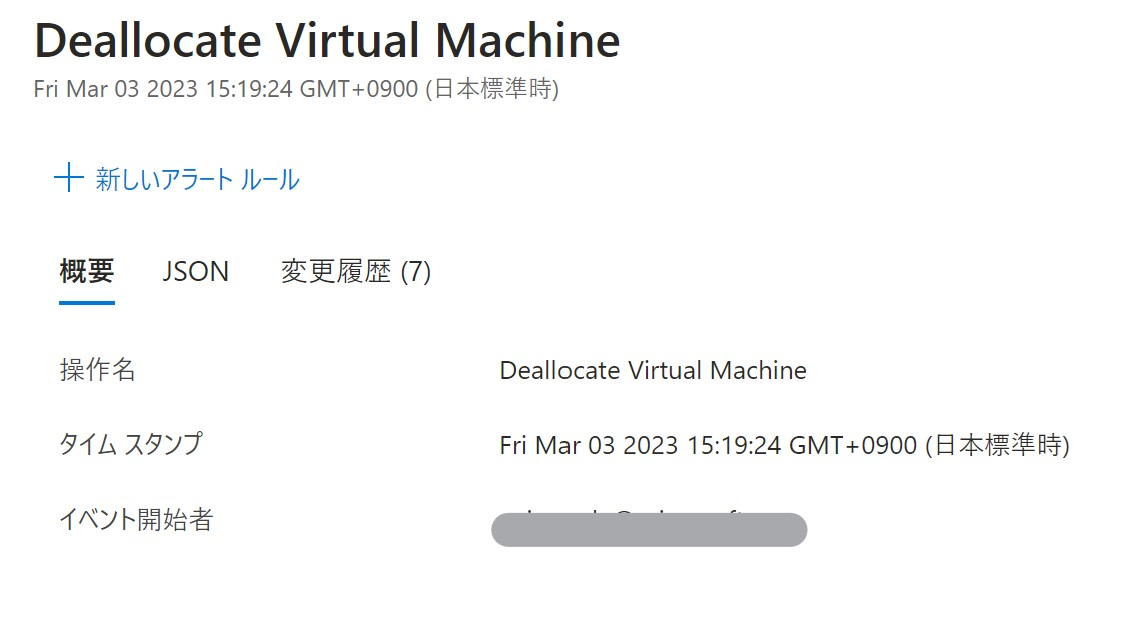 Deallocate Virtual Machine
Fri Mar 03 2023 15:19:24 GMT+0900 (日本標準時)
新しいアラート ルール
概要 JSON 変更履歴 (7)
操作名 Deallocate Virtual Machine
タイム スタンプ Fri Mar 03 2023 15:19:24 GMT+0900 (日本標準時)
イベント開始者